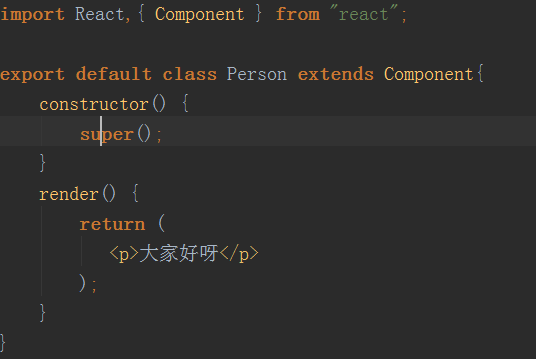 import React,{ Component } from "react";
export default class Person extends Component{
constructor() {
super();
}
render() {
return (
<p>大家好呀</p>
);
}
}